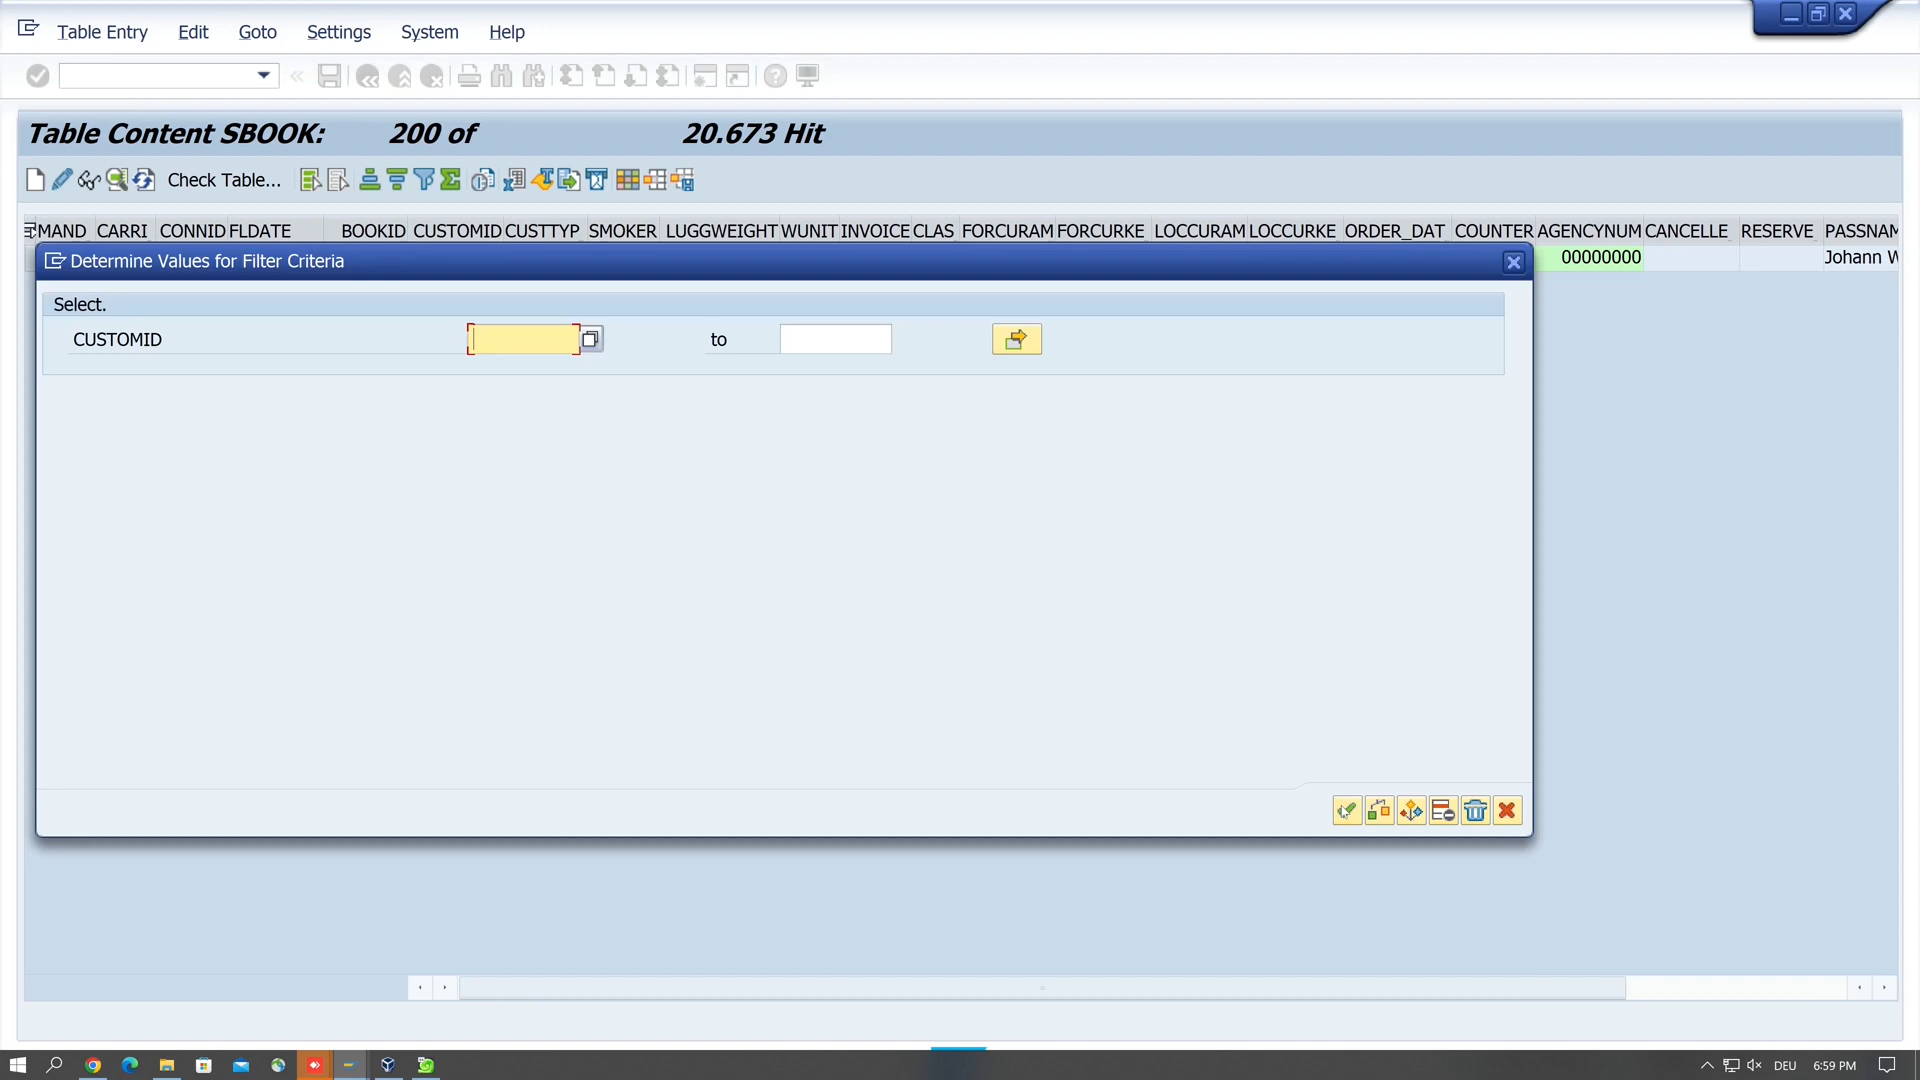 Table Entry Edit Goto Settings System Help
Table Content SBOOK: 200 of 20.673 Hit
Check Table...
MAND CARRI CONNID FLDATE BOOKID CUSTOMID CUSTTYP SMOKER LUGGWEIGHT WUNIT INVOICE CLAS FORCURAM FORCURKE LOCCURAM LOCCURKE ORDER_DAT COUNTER AGENCYNUM CANCELLE RESERVE PASSNAM
00000000 Johann W
Determine Values for Filter Criteria
Select.
CUSTOMID to
DEU 6:59 PM